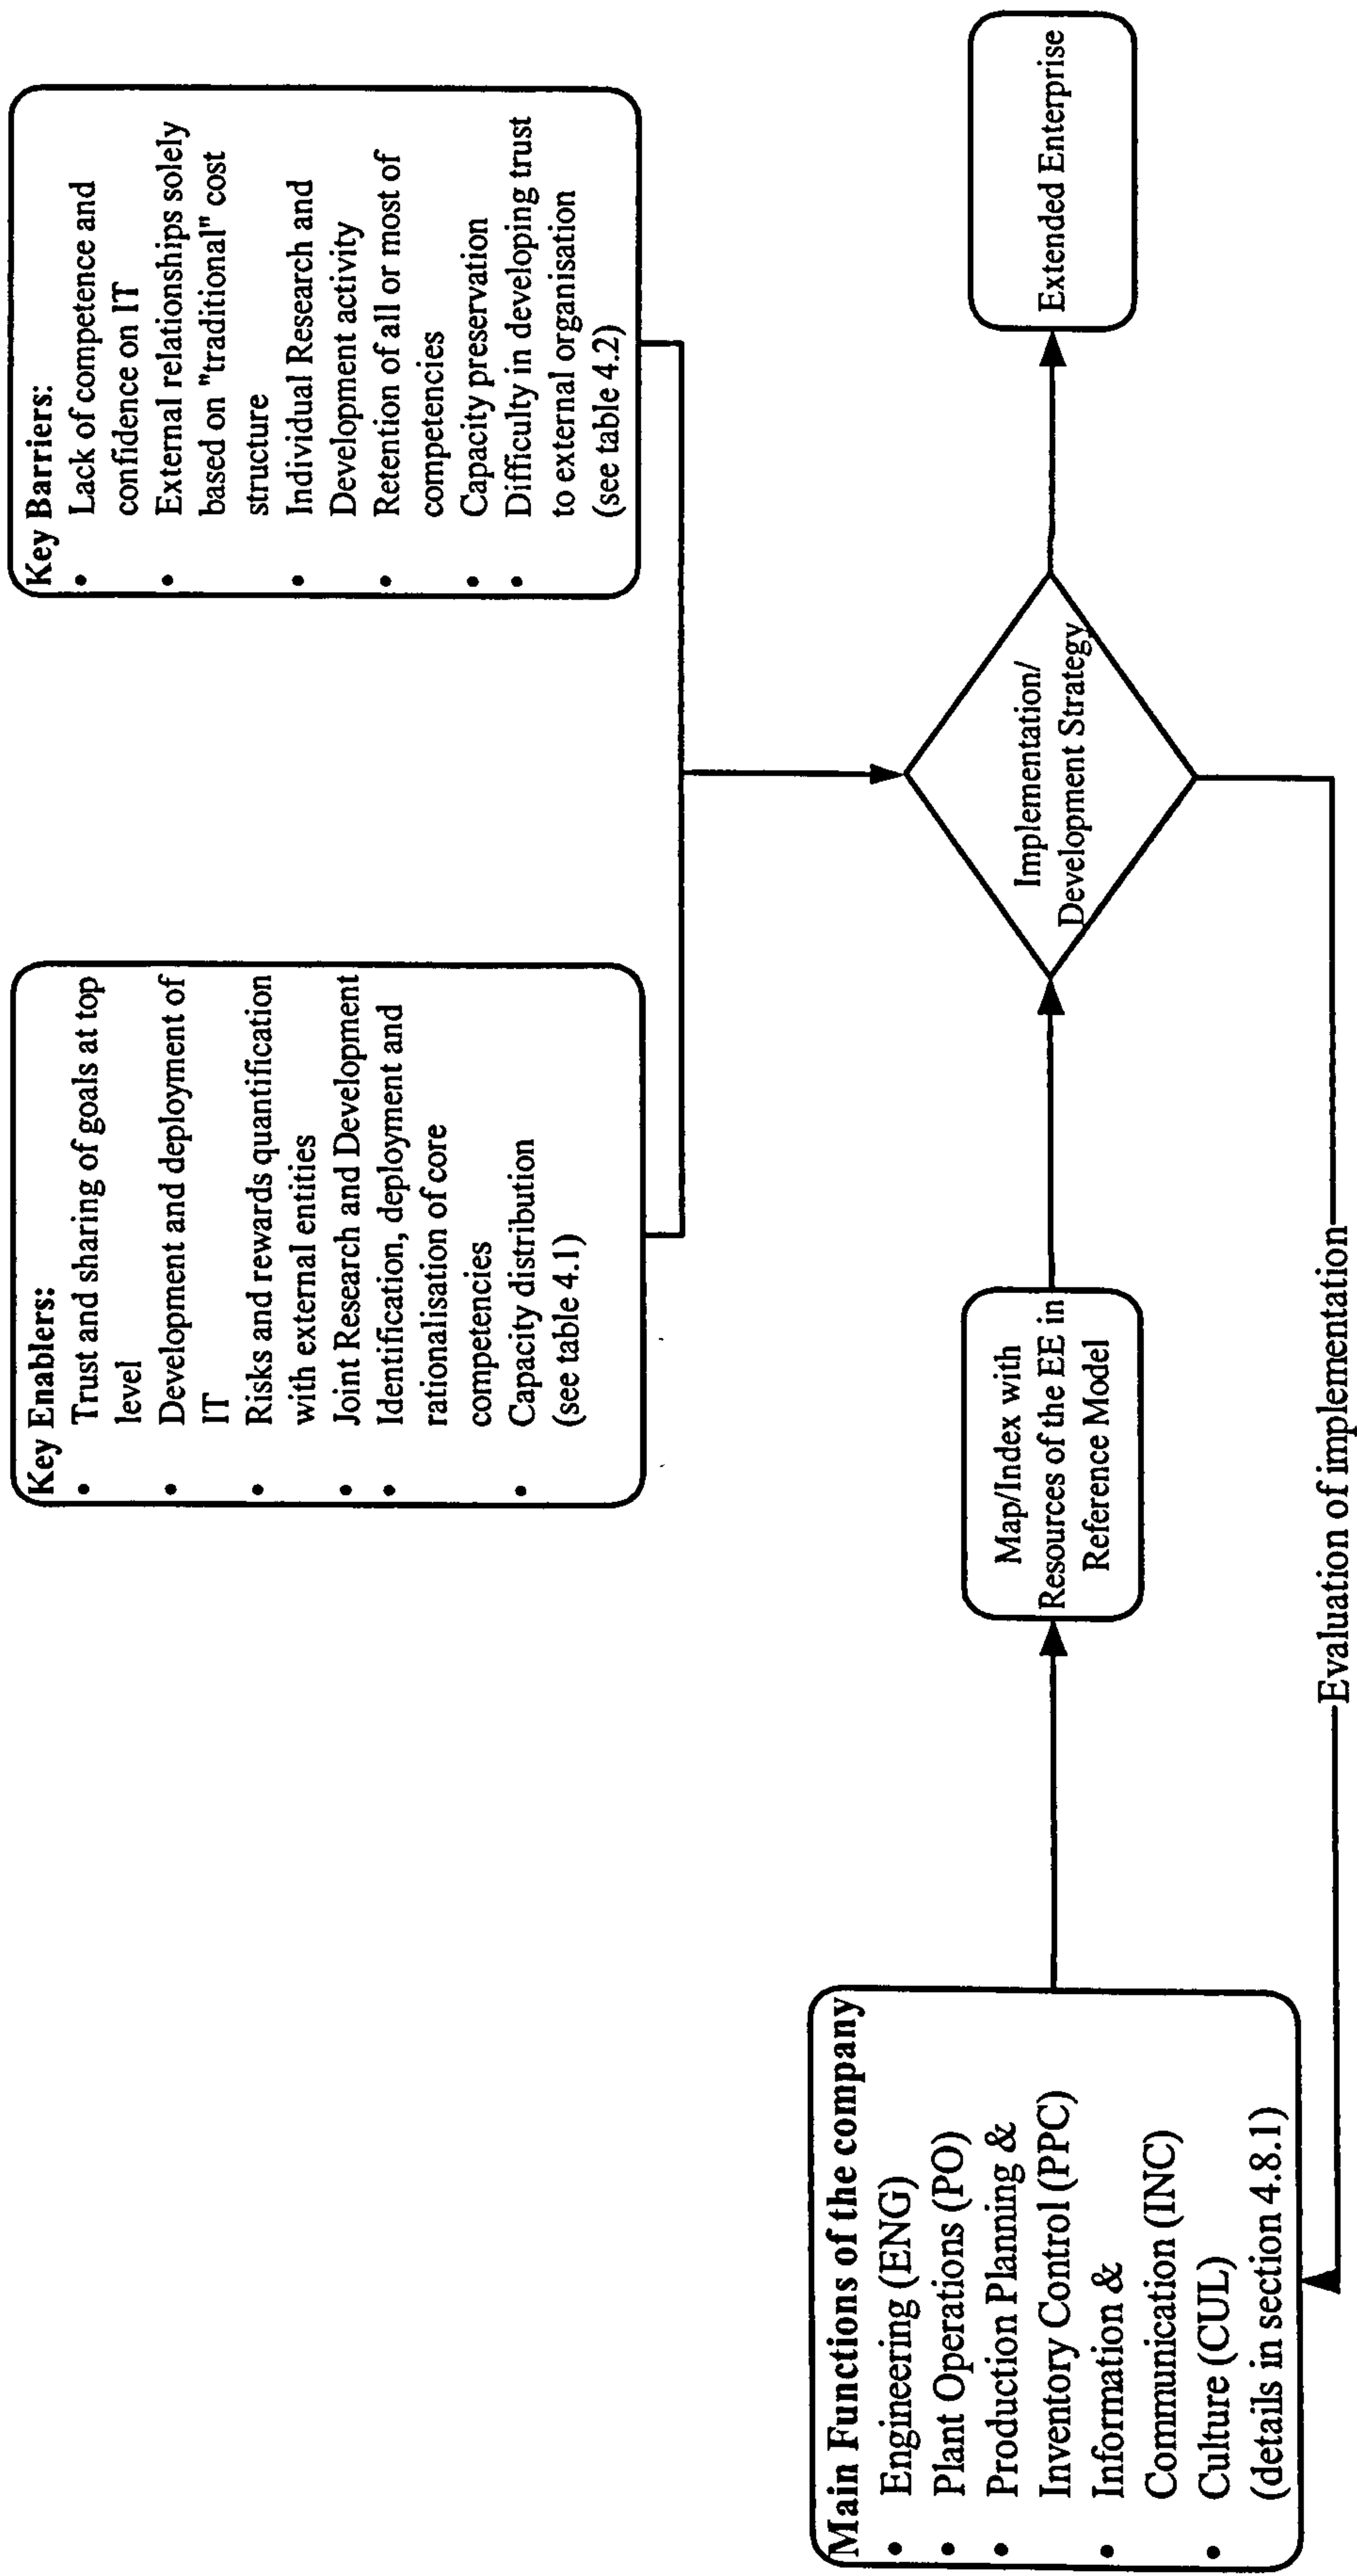 Key Enablers:
• Trust and sharing of goals at top
level
• Development and deployment of
IT
• Risks and rewards quantification
with external entities
• Joint Research and Development
• Identification, deployment and
rationalisation of core
competencies
• Capacity distribution
(see table 4.1)
Key Barriers:
• Lack of competence and
confidence on IT
• External relationships solely
based on "traditional" cost
structure
• Individual Research and
Development activity
• Retention of all or most of
competencies
• Capacity preservation
• Difficulty in developing trust
to external organisation
(see table 4.2)
Main Functions of the company
• Engineering (ENG)
• Plant Operations (PO)
• Production Planning &
Inventory Control (PPC)
• Information &
Communication (INC)
• Culture (CUL)
(details in section 4.8.1)
Map/Index with
Resources of the EE in
Reference Model
Implementation/
Development Strategy
Extended Enterprise
Evaluation of implementation